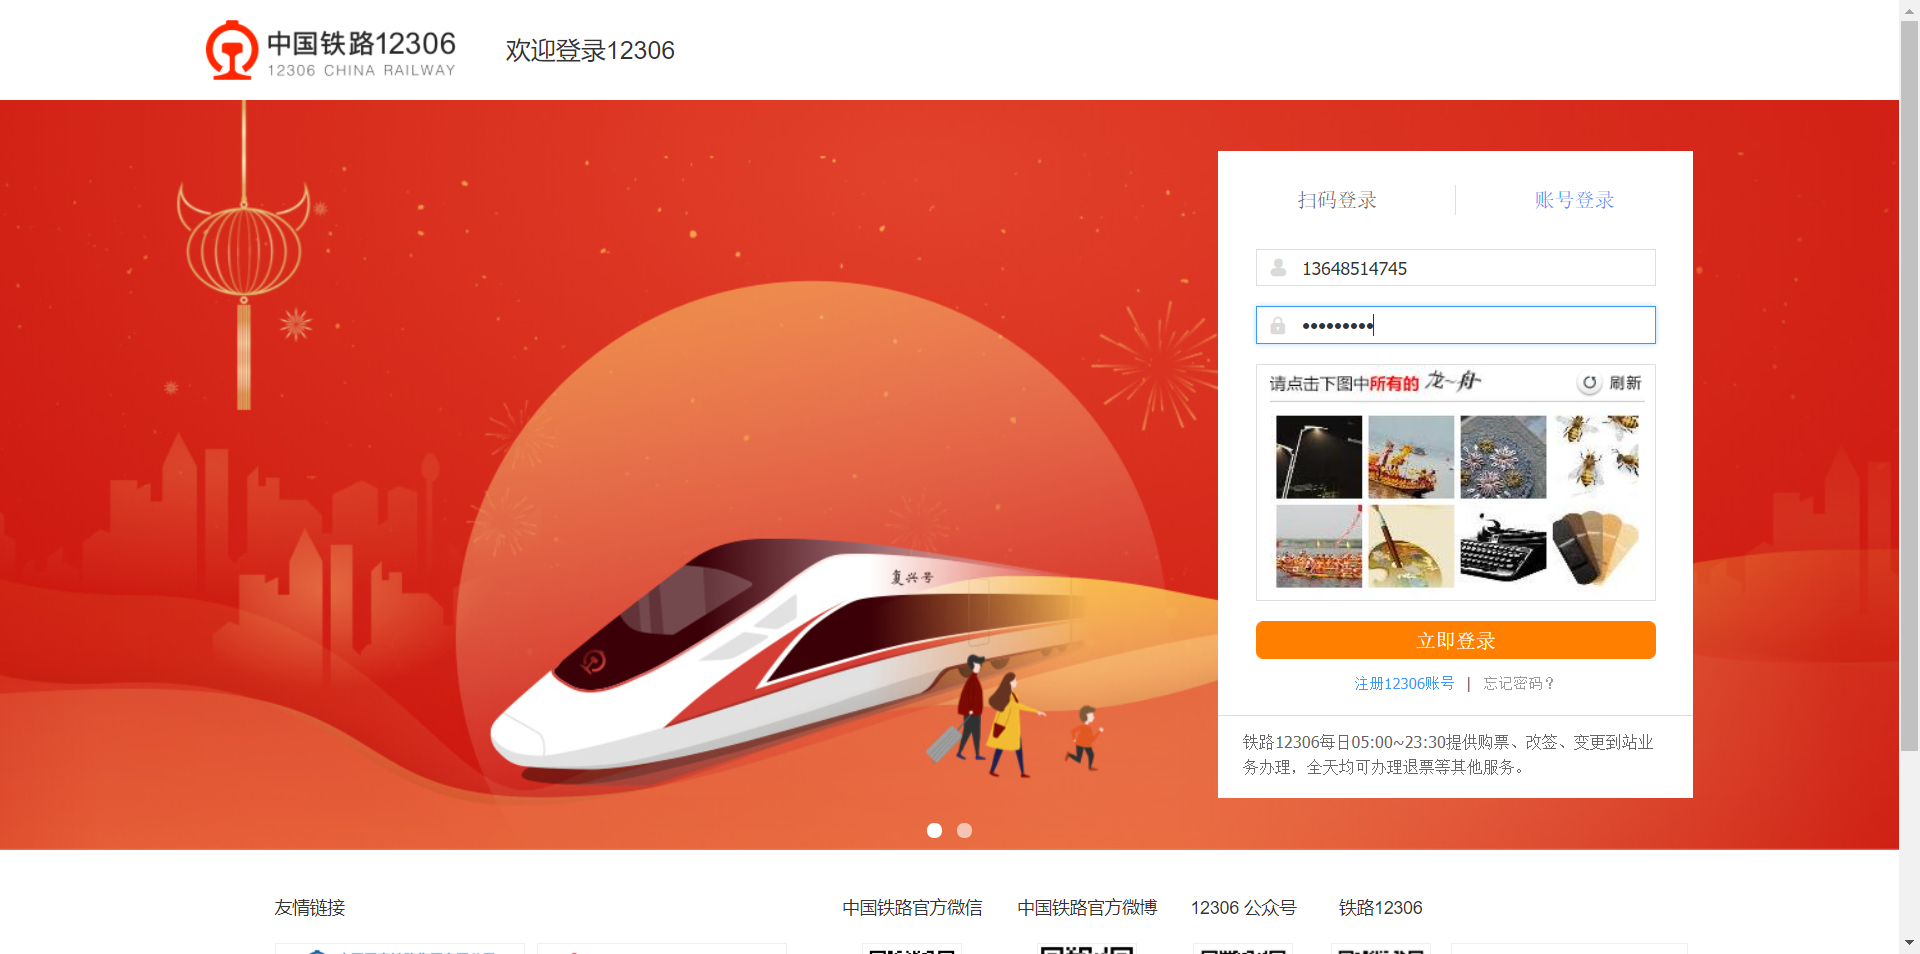 中国铁路12306
12306 CHINA RAILWAY
欢迎登录12306
扫码登录
账号登录
13648514745
•••••••••
请点击下图中所有的 龙舟
刷新
立即登录
注册12306账号 | 忘记密码？
铁路12306每日05:00~23:30提供购票、改签、变更到站业
务办理，全天均可办理退票等其他服务。
复兴号
友情链接
中国铁路官方微信
中国铁路官方微博
12306 公众号
铁路12306